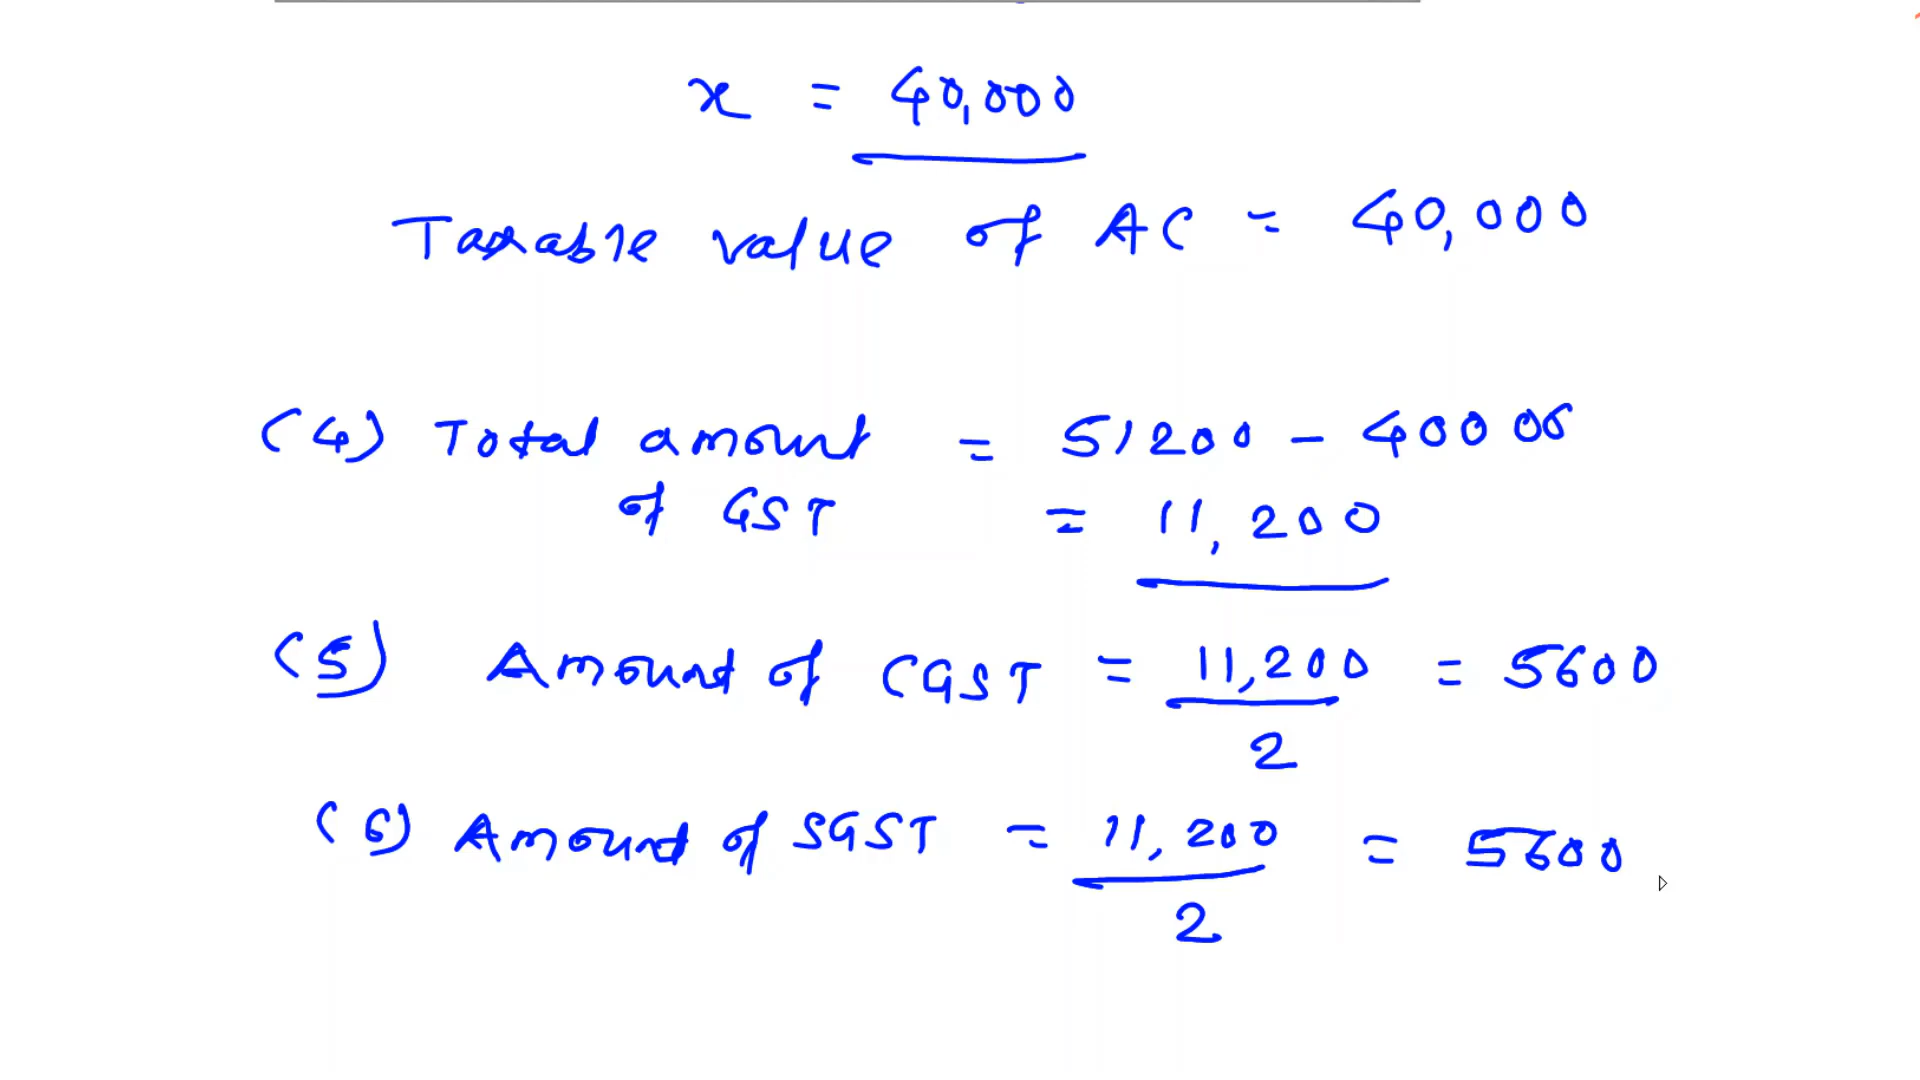 x = 40,000
Taxable value of AC = 40,000
(4) Total amount = 51200 - 40000
of GST = 11,200
(5) Amount of CGST = 11,200 = 5600
2
(6) Amount of SGST = 11,200 = 5600
2